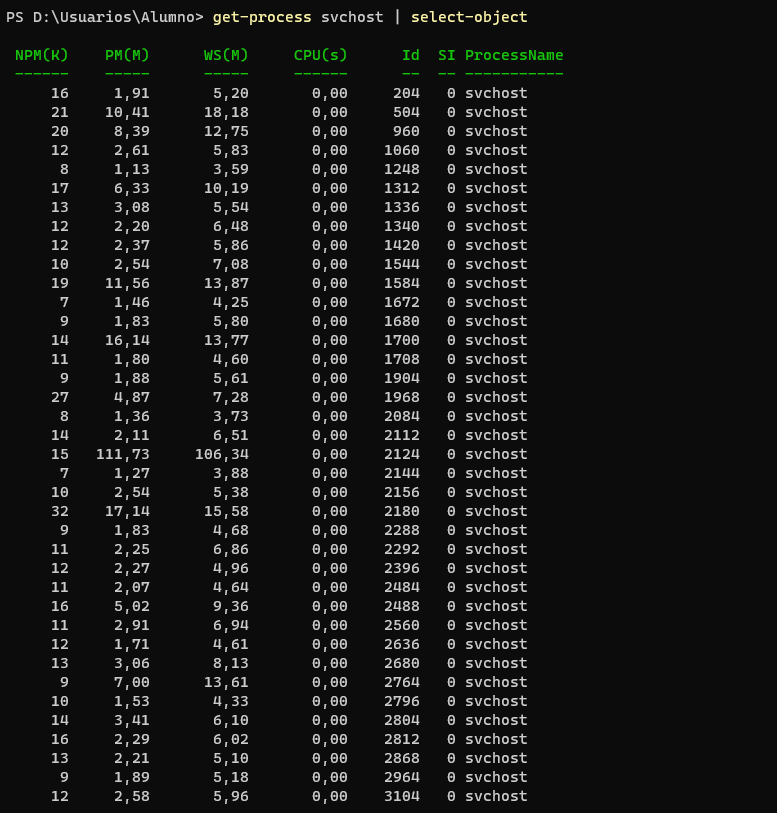 PS D:\Usuarios\Alumno> get-process svchost | select-object
NPM(K) PM(M) WS(M) CPU(s) Id SI ProcessName
------ ----- ----- ------ -- -- -----------
16 1,91 5,20 0,00 204 0 svchost
21 10,41 18,18 0,00 504 0 svchost
20 8,39 12,75 0,00 960 0 svchost
12 2,61 5,83 0,00 1060 0 svchost
8 1,13 3,59 0,00 1248 0 svchost
17 6,33 10,19 0,00 1312 0 svchost
13 3,08 5,54 0,00 1336 0 svchost
12 2,20 6,48 0,00 1340 0 svchost
12 2,37 5,86 0,00 1420 0 svchost
10 2,54 7,08 0,00 1544 0 svchost
19 11,56 13,87 0,00 1584 0 svchost
7 1,46 4,25 0,00 1672 0 svchost
9 1,83 5,80 0,00 1680 0 svchost
14 16,14 13,77 0,00 1700 0 svchost
11 1,80 4,60 0,00 1708 0 svchost
9 1,88 5,61 0,00 1904 0 svchost
27 4,87 7,28 0,00 1968 0 svchost
8 1,36 3,73 0,00 2084 0 svchost
14 2,11 6,51 0,00 2112 0 svchost
15 111,73 106,34 0,00 2124 0 svchost
7 1,27 3,88 0,00 2144 0 svchost
10 2,54 5,38 0,00 2156 0 svchost
32 17,14 15,58 0,00 2180 0 svchost
9 1,83 4,68 0,00 2288 0 svchost
11 2,25 6,86 0,00 2292 0 svchost
12 2,27 4,96 0,00 2396 0 svchost
11 2,07 4,64 0,00 2484 0 svchost
16 5,02 9,36 0,00 2488 0 svchost
11 2,91 6,94 0,00 2560 0 svchost
12 1,71 4,61 0,00 2636 0 svchost
13 3,06 8,13 0,00 2680 0 svchost
9 7,00 13,61 0,00 2764 0 svchost
10 1,53 4,33 0,00 2796 0 svchost
14 3,41 6,10 0,00 2804 0 svchost
16 2,29 6,02 0,00 2812 0 svchost
13 2,21 5,10 0,00 2868 0 svchost
9 1,89 5,18 0,00 2964 0 svchost
12 2,58 5,96 0,00 3104 0 svchost